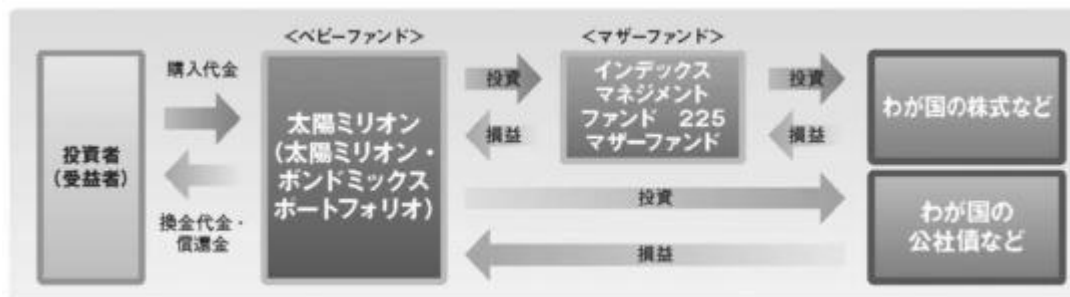 <ベビーファンド>
<マザーファンド>
投資者
(受益者)
購入代金
換金代金・
償還金
太陽ミリオン
(太陽ミリオン・
ボンドミックス
ポートフォリオ)
投資
損益
インデックス
マネジメント
ファンド 225
マザーファンド
投資
損益
わが国の株式など
投資
損益
わが国の
公社債など